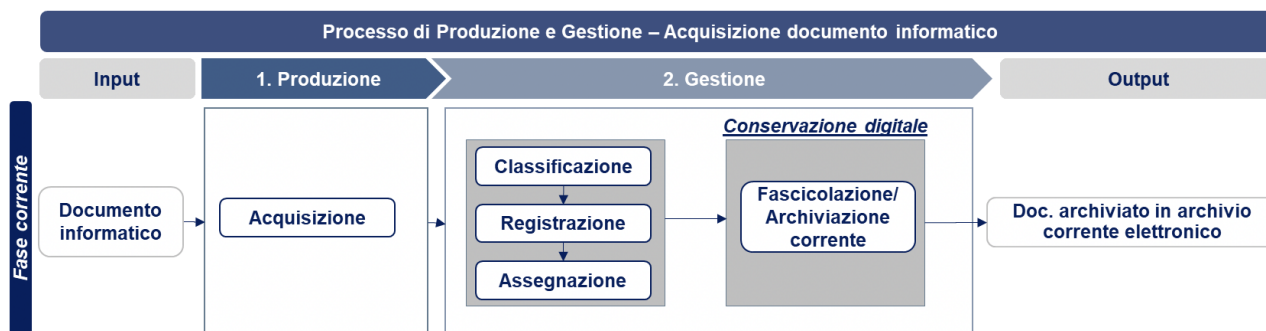 Processo di Produzione e Gestione – Acquisizione documento informatico
Input
1. Produzione
2. Gestione
Output
Fase corrente
Documento
informatico
Acquisizione
Classificazione
Registrazione
Assegnazione
Conservazione digitale
Fascicolazione/
Archiviazione
corrente
Doc. archiviato in archivio
corrente elettronico